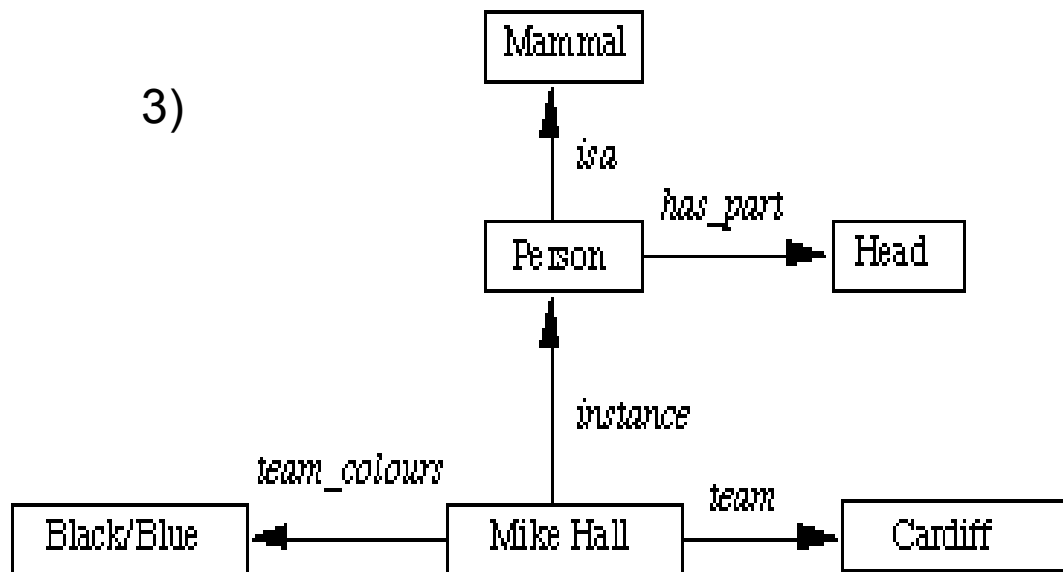 Mammal
3)
isa
has_part
Person
Head
instance
team_colours
team
Black/Blue
Mike Hall
Cardiff